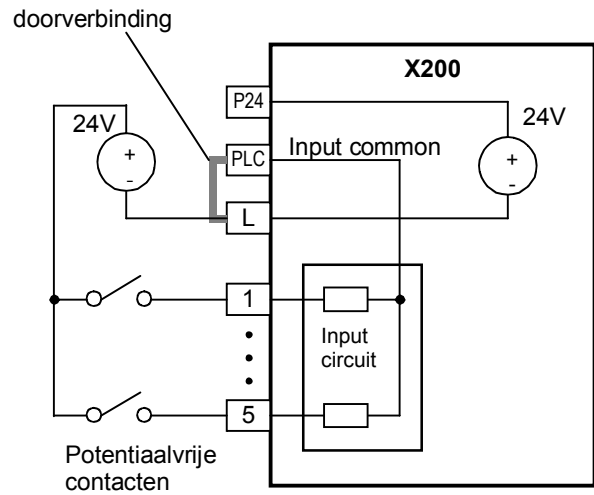 doorverbinding
X200
P24
24V
24V
+
-
PLC
Input common
+
-
L
1
Input
circuit
5
Potentiaalvrije
contacten